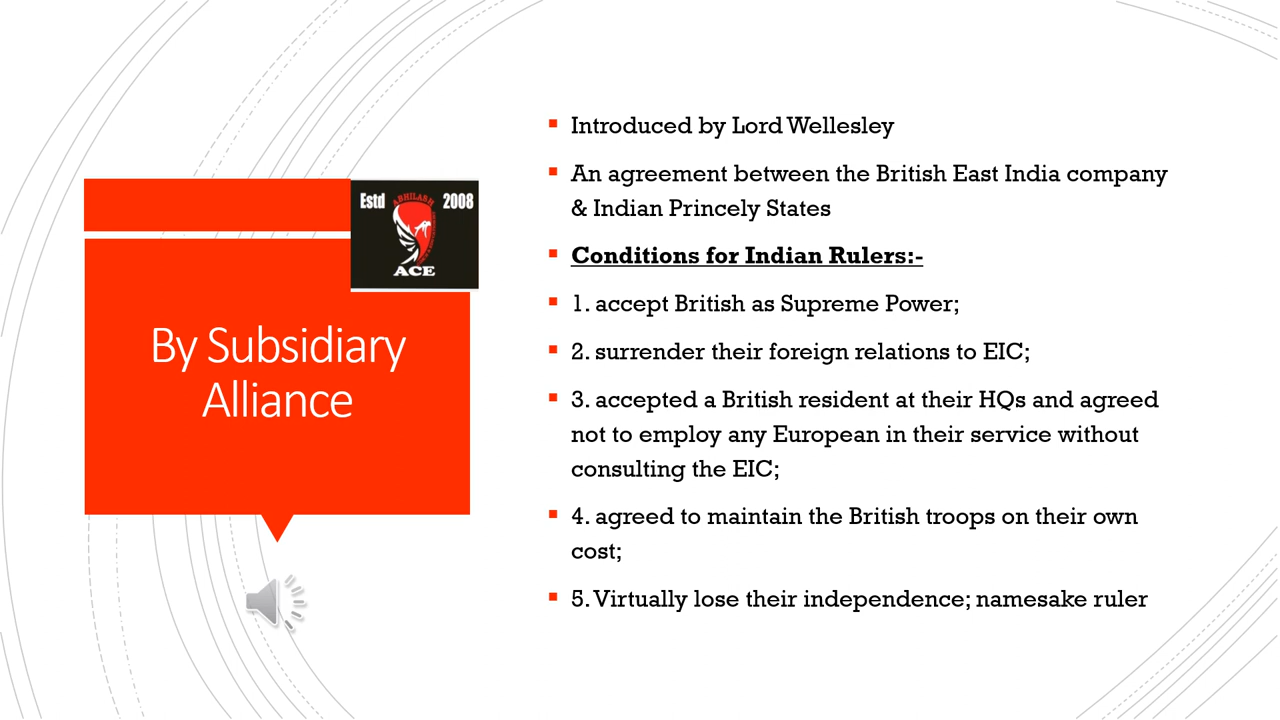 Estd 2008
ABHILASH
ACE
By Subsidiary
Alliance
Introduced by Lord Wellesley
An agreement between the British East India company
& Indian Princely States
Conditions for Indian Rulers:-
1. accept British as Supreme Power;
2. surrender their foreign relations to EIC;
3. accepted a British resident at their HQs and agreed
not to employ any European in their service without
consulting the EIC;
4. agreed to maintain the British troops on their own
cost;
5. Virtually lose their independence; namesake ruler